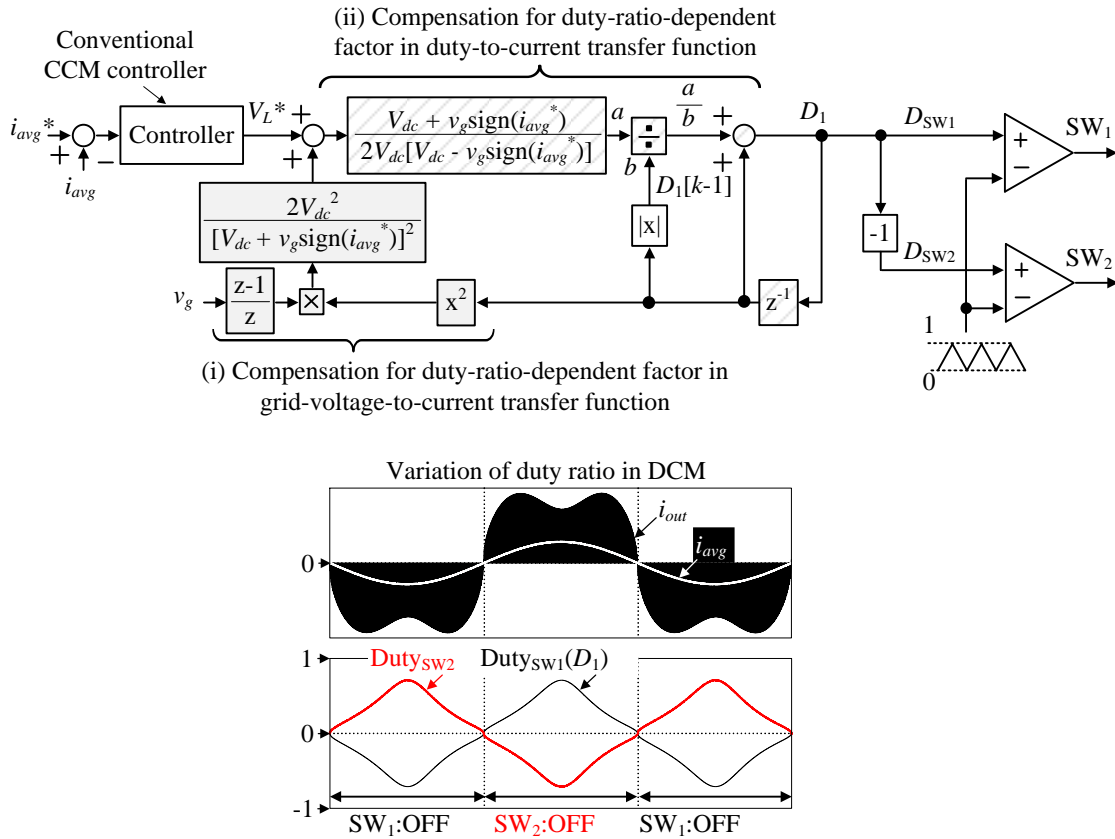 (ii) Compensation for duty-ratio-dependent
factor in duty-to-current transfer function
Conventional
CCM controller
i_avg*
+
−
i_avg
Controller
V_L*
+
+
V_dc + v_g sign(i_avg*)
2V_dc[V_dc - v_g sign(i_avg*)]
a
÷
b
a
b
+
+
D_1
D_SW1
+
−
SW_1
D_1[k-1]
|x|
2V_dc^2
[V_dc + v_g sign(i_avg*)]^2
-1
D_SW2
+
−
SW_2
v_g
z-1
z
×
x^2
z^-1
1
0
(i) Compensation for duty-ratio-dependent factor in
grid-voltage-to-current transfer function
Variation of duty ratio in DCM
i_out
i_avg
0
1
Duty_SW2
Duty_SW1(D_1)
0
-1
SW_1:OFF
SW_2:OFF
SW_1:OFF